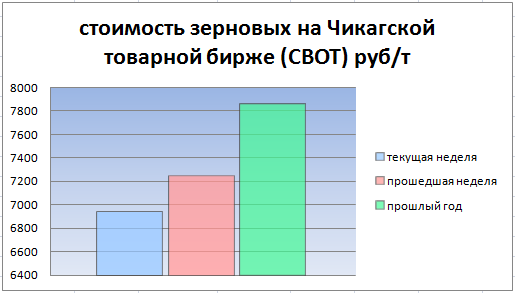 стоимость зерновых на Чикагской
товарной бирже (СВОТ) руб/т
8000
7800
7600
7400
7200
7000
6800
6600
6400
текущая неделя
прошедшая неделя
прошлый год